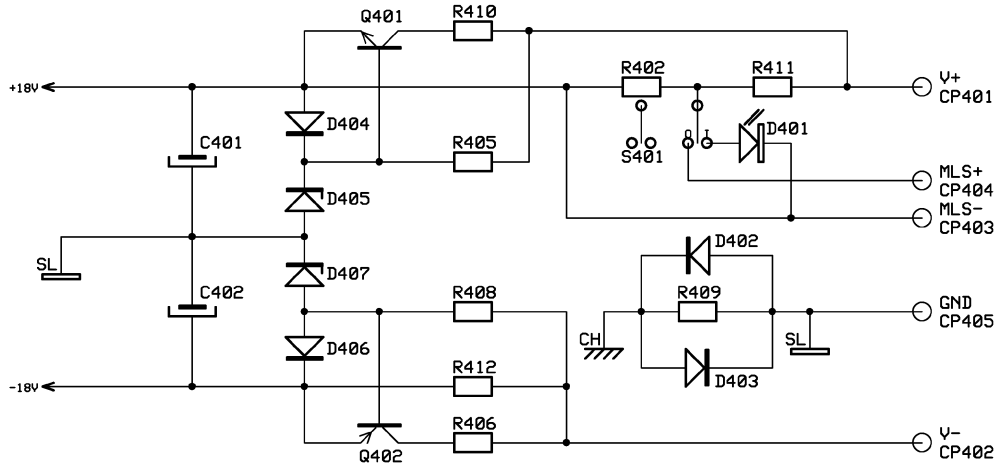 Q401
R410
+18V
R402
R411
V+
CP401
D404
D401
C401
R405
S401
O
I
MLS+
CP404
D405
MLS-
CP403
SL
D402
D407
C402
R408
R409
GND
CP405
D406
CH
SL
D403
-18V
R412
R406
V-
CP402
Q402